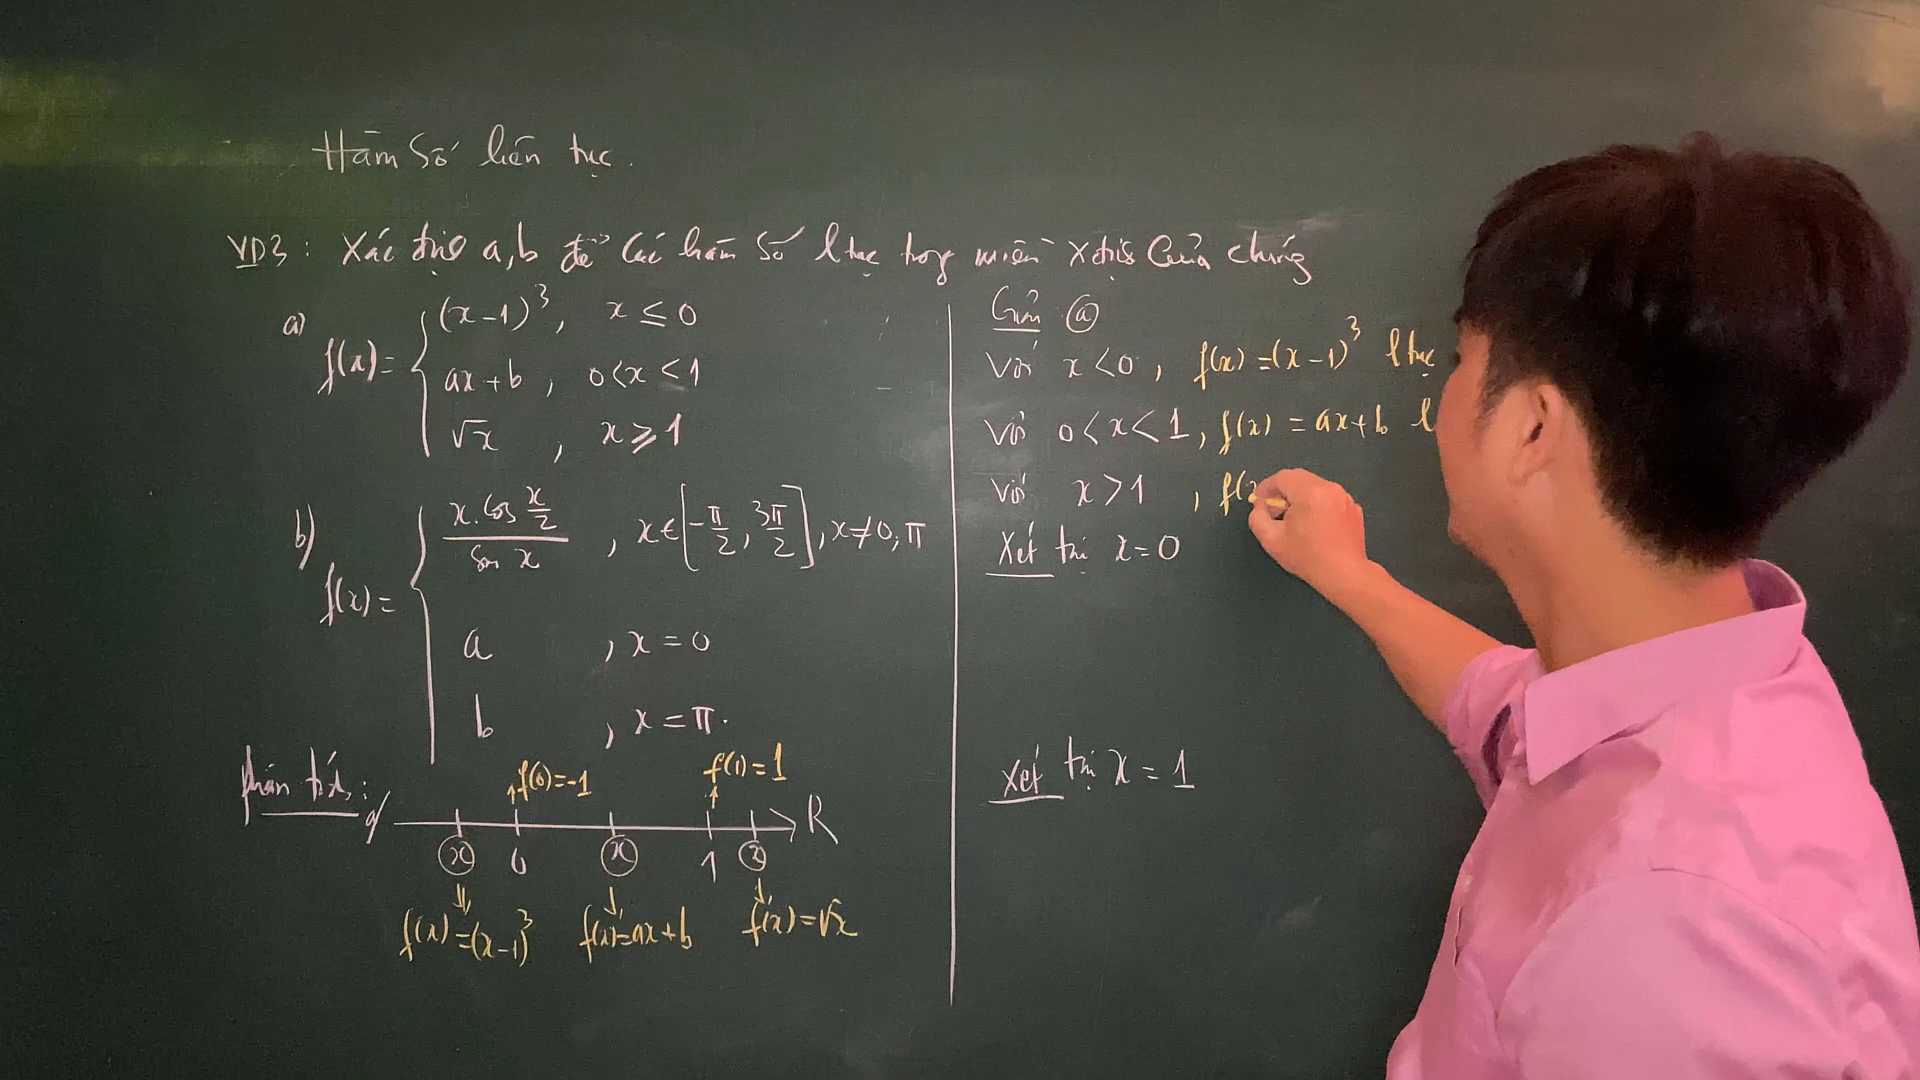 Hàm số liên tục.
VD3: Xác định a,b để các hàm số ltục trong miền xđịnh của chúng
a) f(x) = { (x-1)³, x ≤ 0
ax+b, 0<x<1
√x, x ≥ 1
b) f(x) = { x.cos x/2 / sin x, x∈[-π/2, 3π/2], x≠0,π
a, x = 0
b, x = π.
phân tích:
a/ f(0)=-1 f(1)=1
R
x 0 x 1 x
f(x)=(x-1)³ f(x)=ax+b f(x)=√x
Giải ⓐ
Với x<0, f(x)=(x-1)³ ltục
Với 0<x<1, f(x)=ax+b l
Với x>1, f(x
Xét tại x=0
Xét tại x=1